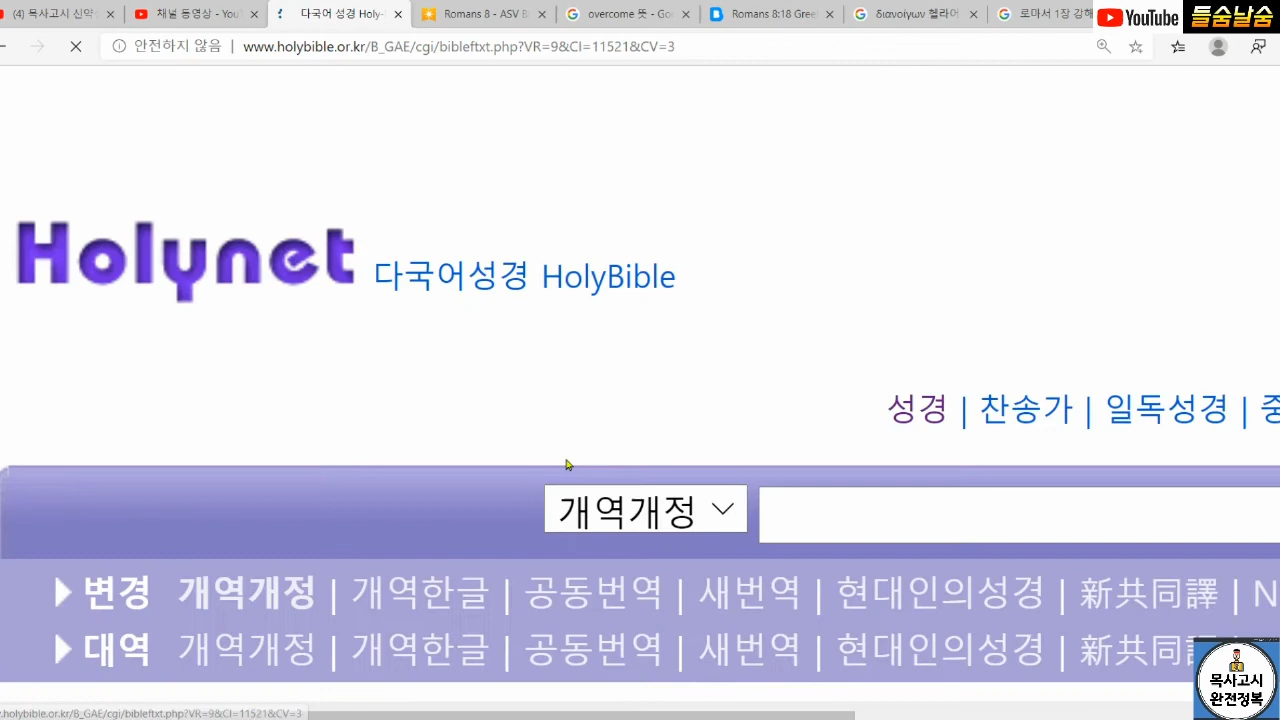 (4) 목사고시 신약
채널 동영상 - YouT
다국어 성경 Holy-
Romans 8
overcome 뜻 - Goo
Romans 8:18 Gree
διανοίγων 헬라어
로마서 1장 강해
YouTube
들숨날숨
안전하지 않음 | www.holybible.or.kr/B_GAE/cgi/bibleftxt.php?VR=9&CI=11521&CV=3
Holynet 다국어성경 HolyBible
성경 | 찬송가 | 일독성경 |
개역개정
변경 개역개정 | 개역한글 | 공동번역 | 새번역 | 현대인의성경 | 新共同譯 | N
대역 개역개정 | 개역한글 | 공동번역 | 새번역 | 현대인의성경 | 新共同譯
목사고시
완전정복
.holybible.or.kr/B_GAE/cgi/bibleftxt.php?VR=9&CI=11521&CV=3